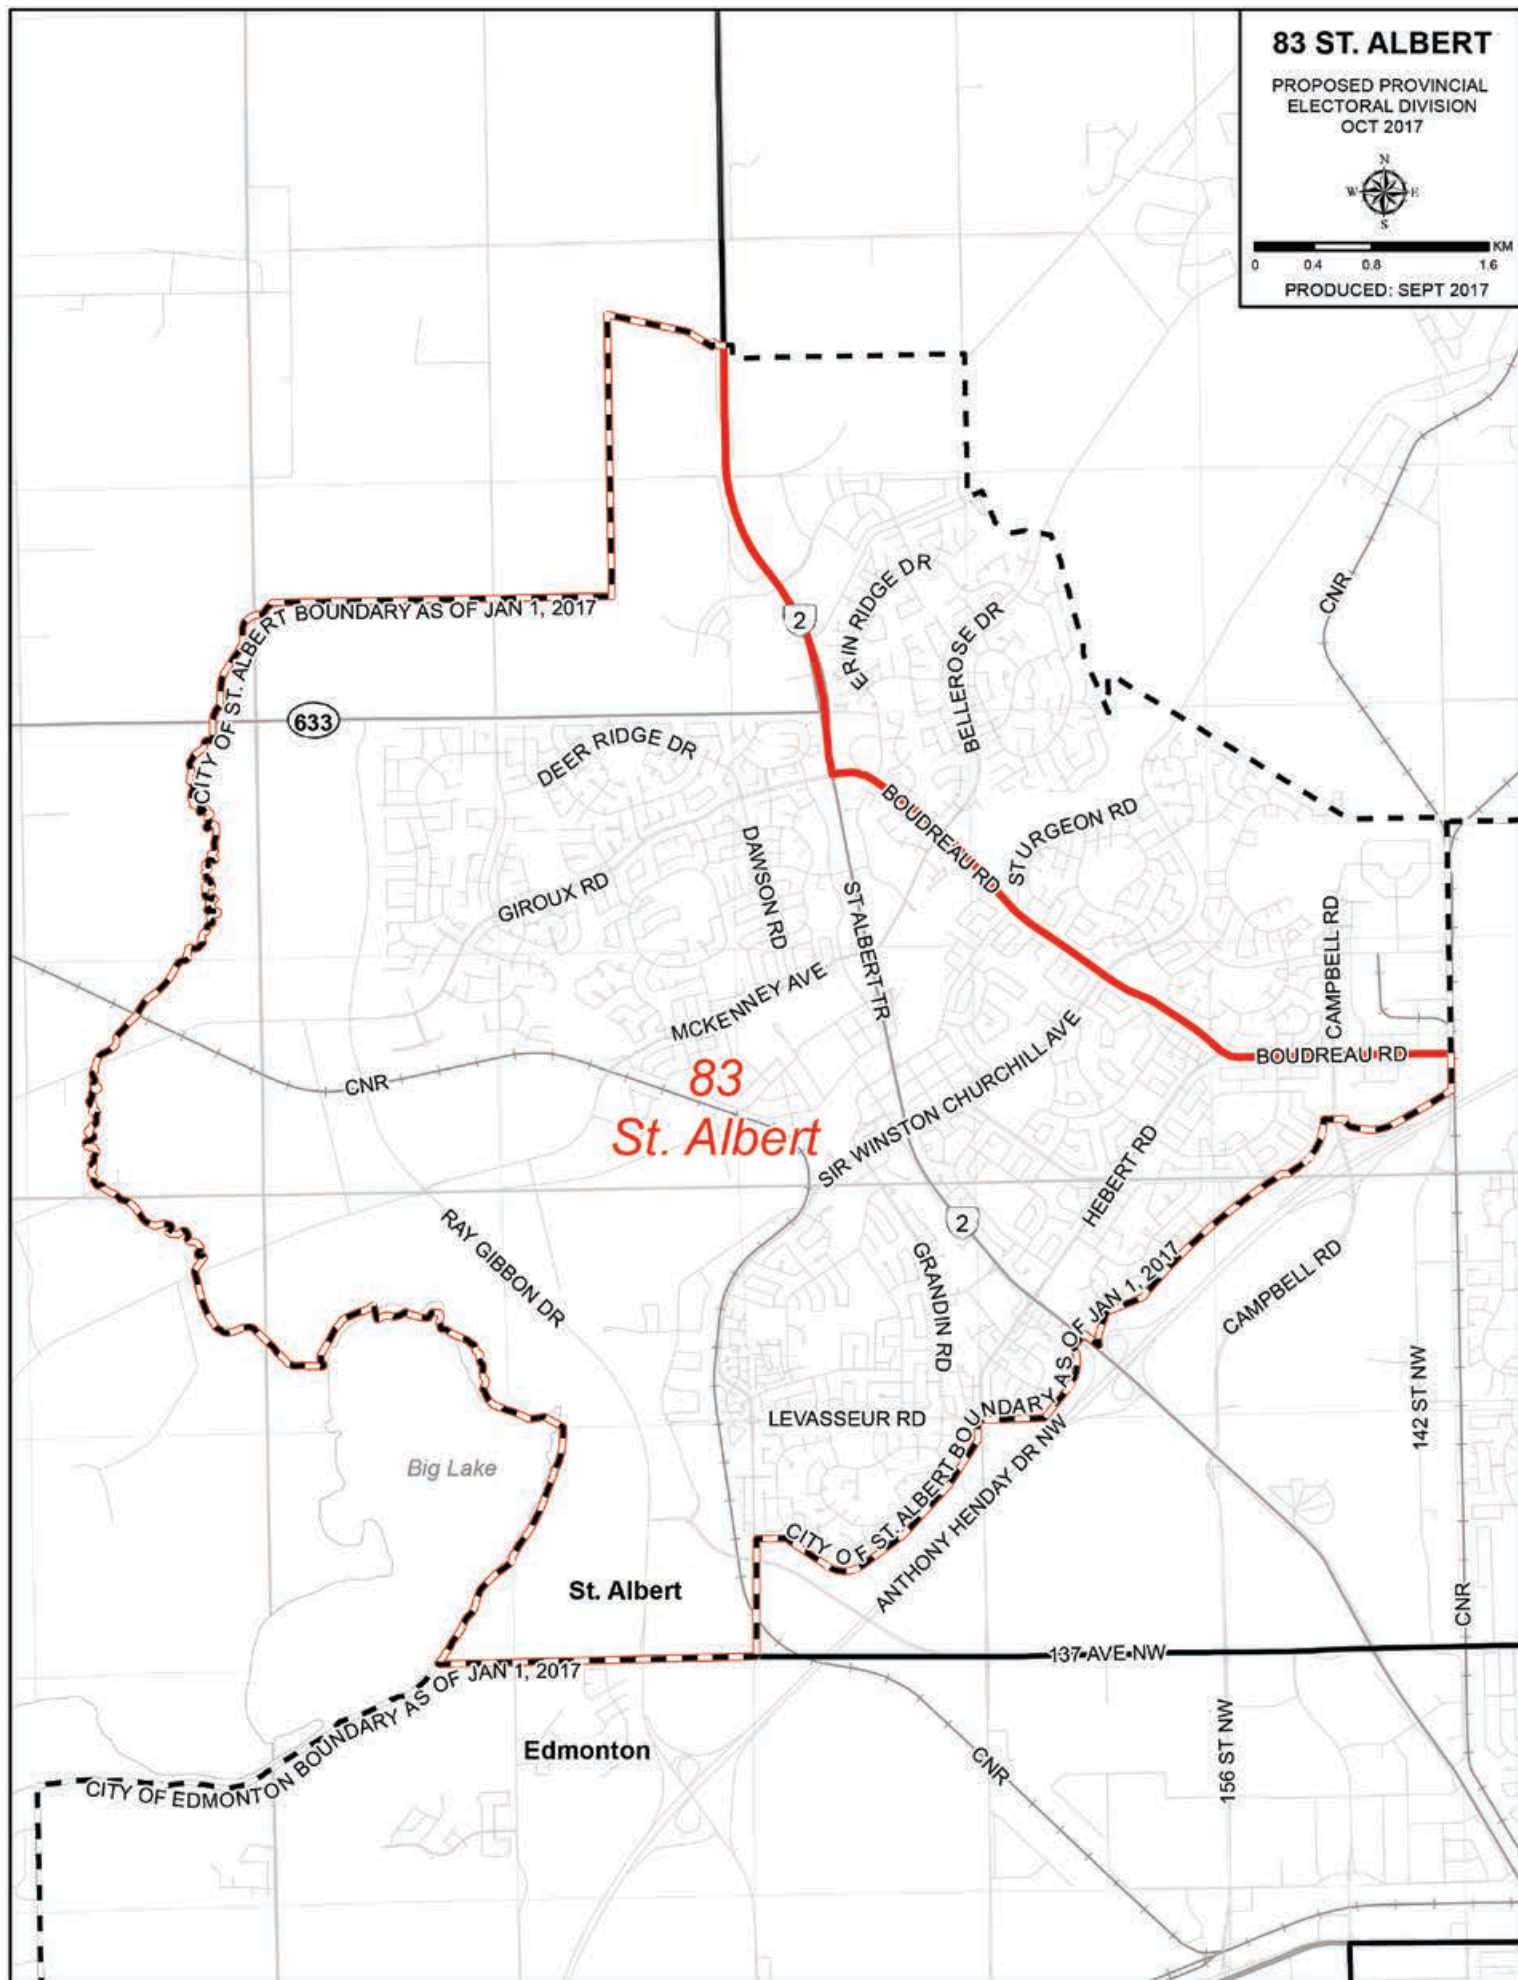 83 ST. ALBERT
PROPOSED PROVINCIAL
ELECTORAL DIVISION
OCT 2017
N
W E
S
KM
0 0.4 0.8 1.6
PRODUCED: SEPT 2017
CNR
ERIN RIDGE DR
2
BELLEROSE DR
CITY OF ST. ALBERT BOUNDARY AS OF JAN 1, 2017
633
DEER RIDGE DR
BOUDREAU RD
STURGEON RD
DAWSON RD
GIROUX RD
ST ALBERT TR
CAMPBELL RD
MCKENNEY AVE
SIR WINSTON CHURCHILL AVE
BOUDREAU RD
CNR
83
St. Albert
HEBERT RD
2
RAY GIBBON DR
GRANDIN RD
CAMPBELL RD
142 ST NW
LEVASSEUR RD
CITY OF ST. ALBERT BOUNDARY AS OF JAN 1, 2017
Big Lake
ANTHONY HENDAY DR NW
St. Albert
CNR
137 AVE NW
CITY OF EDMONTON BOUNDARY AS OF JAN 1, 2017
Edmonton
156 ST NW
CNR